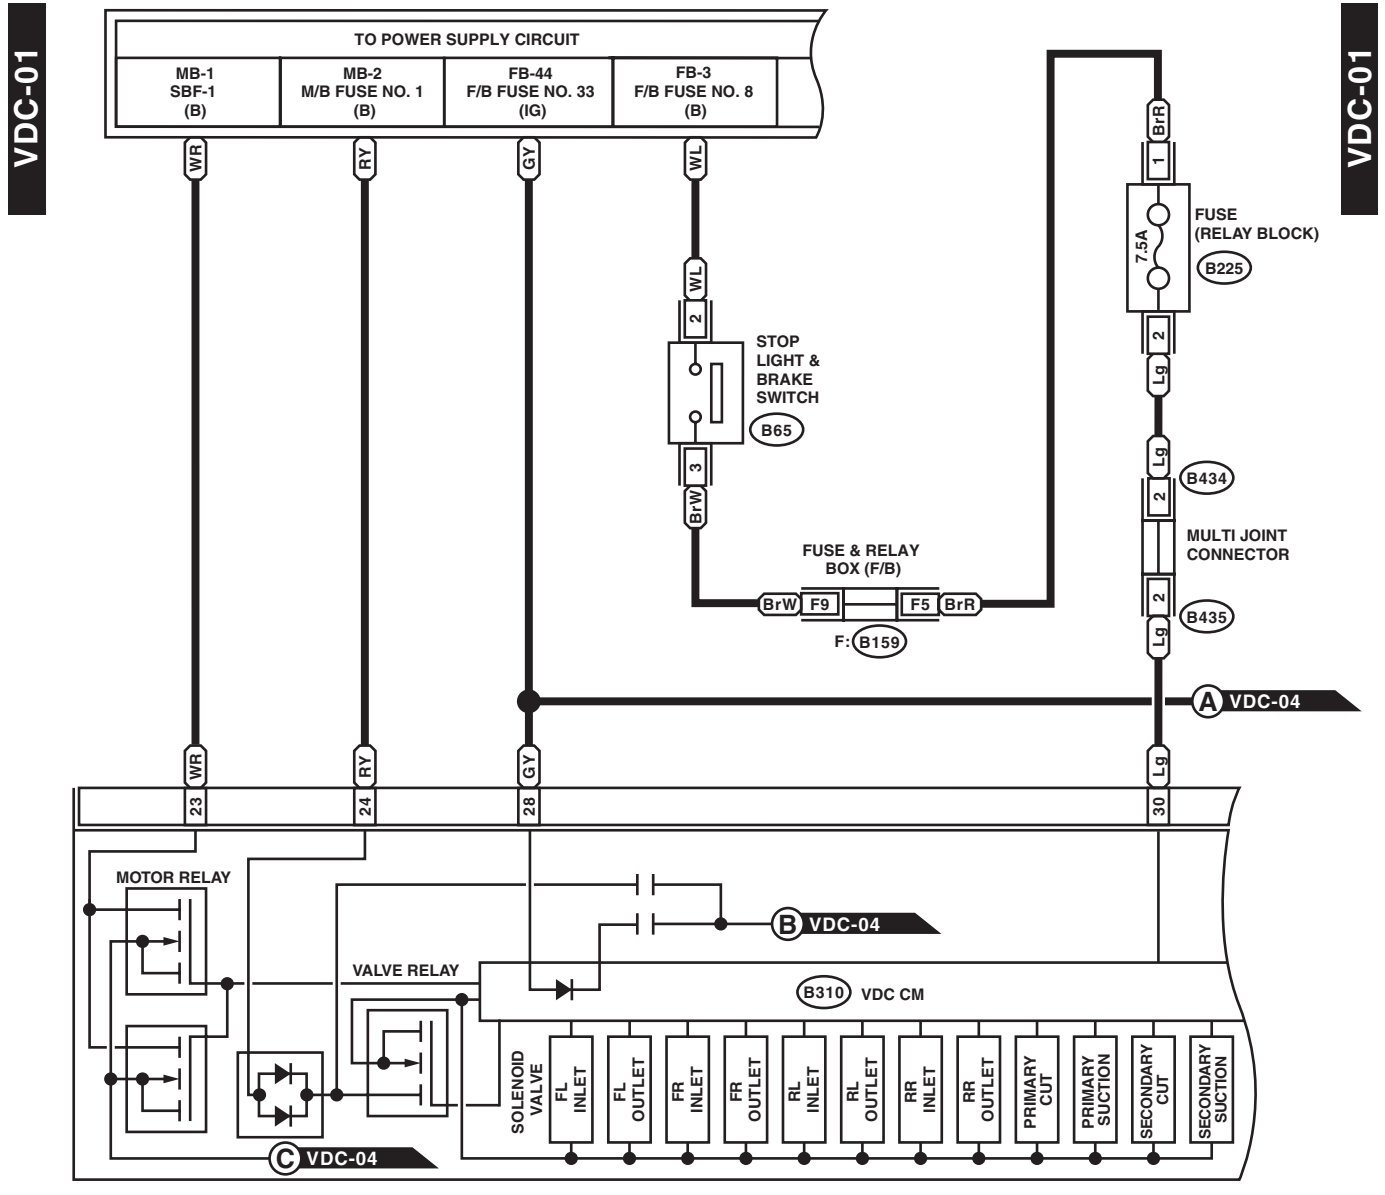 VDC-01
VDC-01
TO POWER SUPPLY CIRCUIT
MB-1
SBF-1
(B)
MB-2
M/B FUSE NO. 1
(B)
FB-44
F/B FUSE NO. 33
(IG)
FB-3
F/B FUSE NO. 8
(B)
WR
RY
GY
WL
WL
2
STOP
LIGHT &
BRAKE
SWITCH
B65
3
BrW
BrR
1
7.5A
FUSE
(RELAY BLOCK)
B225
2
Lg
Lg
B434
2
MULTI JOINT
CONNECTOR
2
B435
Lg
FUSE & RELAY
BOX (F/B)
BrW
F9
F5
BrR
F: B159
A VDC-04
WR
RY
GY
Lg
23
24
28
30
MOTOR RELAY
B VDC-04
VALVE RELAY
B310 VDC CM
SOLENOID
VALVE
FL
INLET
FL
OUTLET
FR
INLET
FR
OUTLET
RL
INLET
RL
OUTLET
RR
INLET
RR
OUTLET
PRIMARY
CUT
PRIMARY
SUCTION
SECONDARY
CUT
SECONDARY
SUCTION
C VDC-04